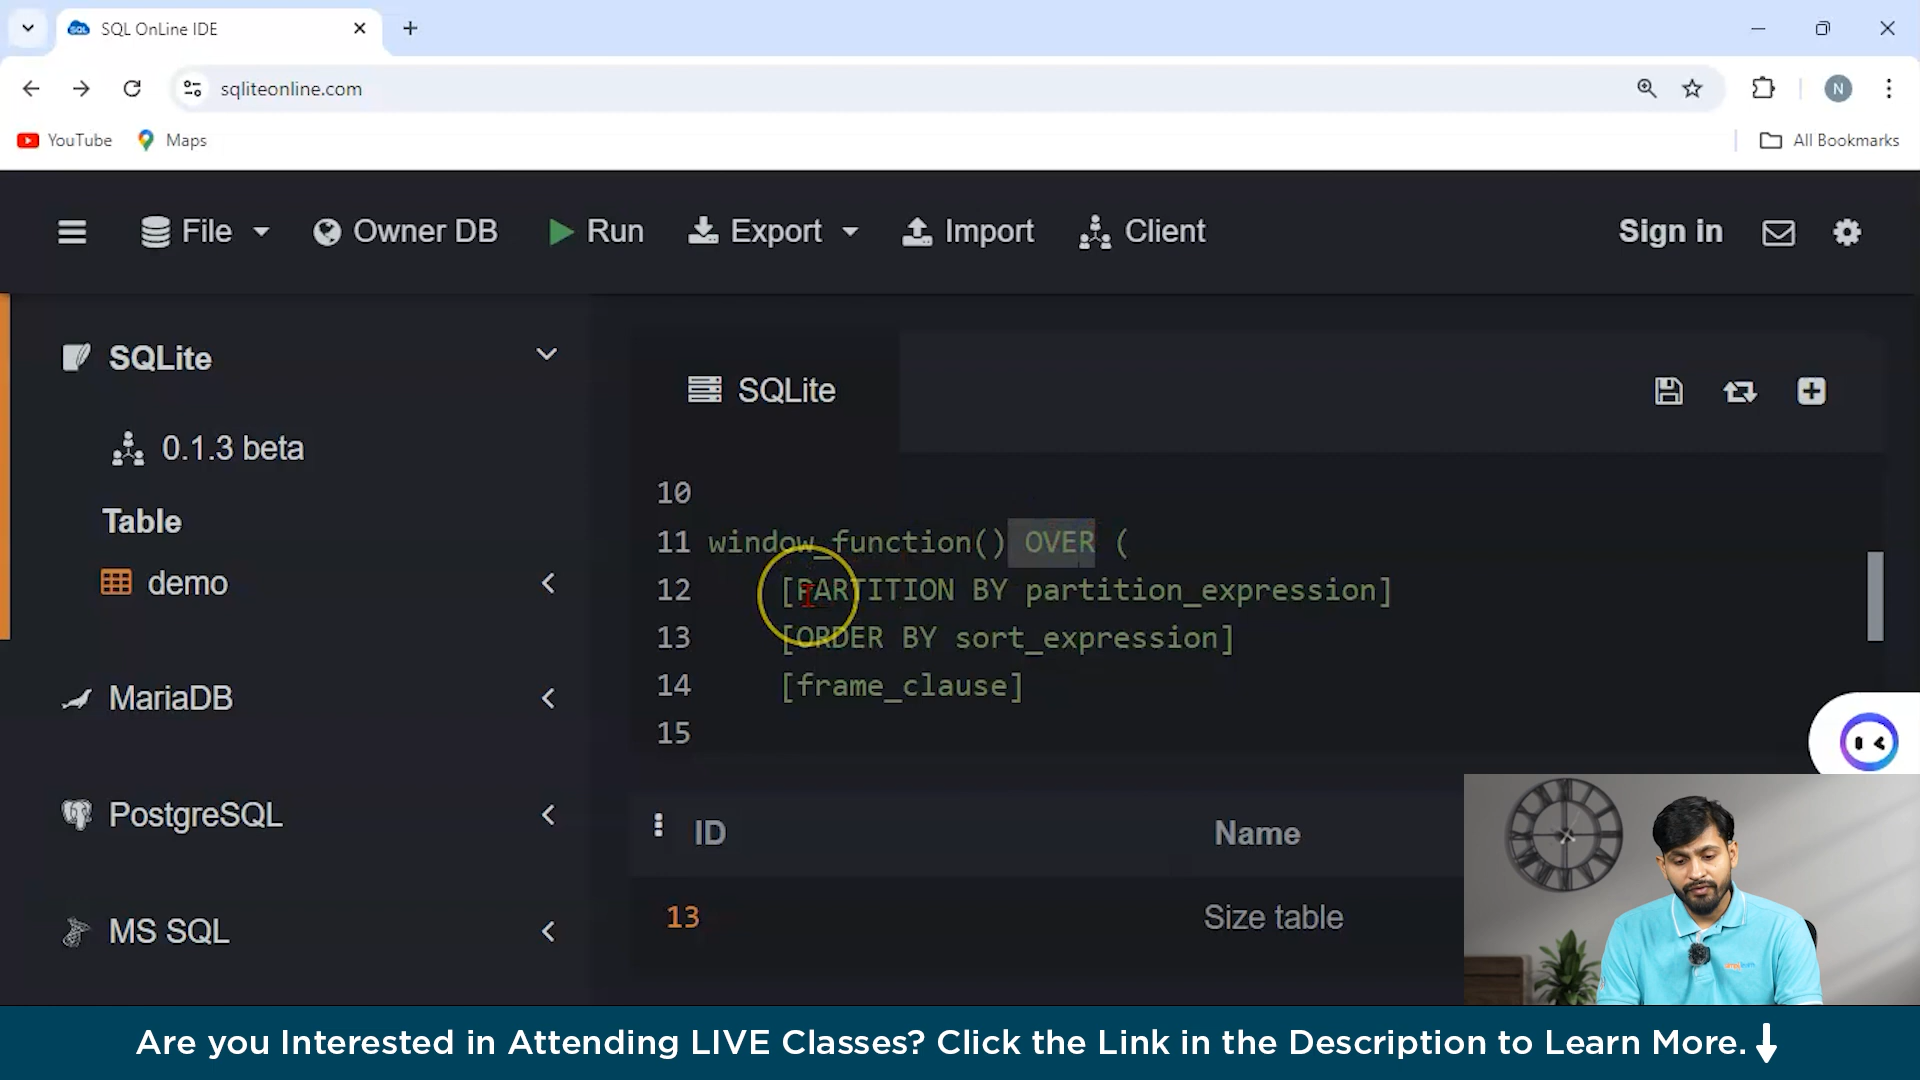 SQL OnLine IDE
sqliteonline.com
N
YouTube
Maps
All Bookmarks
File
Owner DB
Run
Export
Import
Client
Sign in
SQLite
0.1.3 beta
Table
demo
MariaDB
PostgreSQL
MS SQL
SQLite
10
11 window_function() OVER (
12 [PARTITION BY partition_expression]
13 [ORDER BY sort_expression]
14 [frame_clause]
15
ID Name
13 Size table
Are you Interested in Attending LIVE Classes? Click the Link in the Description to Learn More.